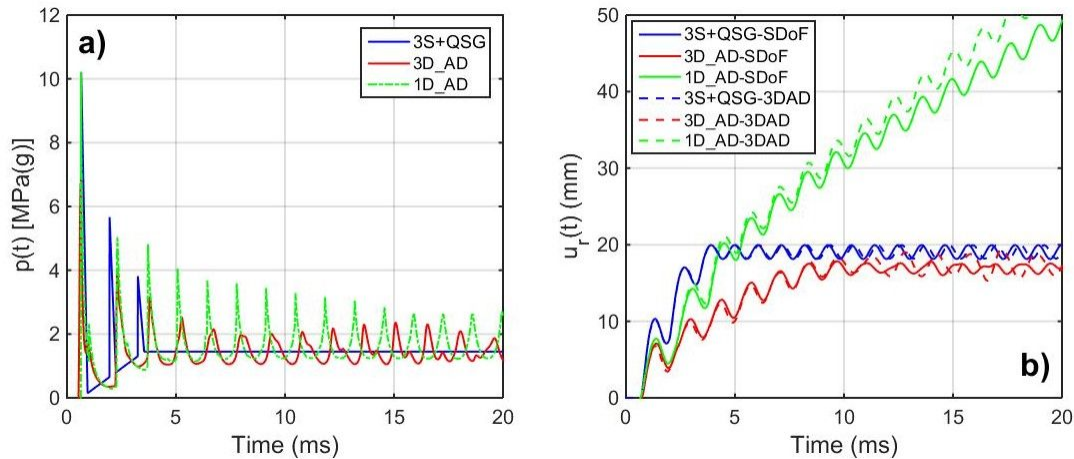 a)
p(t) [MPa(g)]
12
10
8
6
4
2
0
0 5 10 15 20
Time (ms)
3S+QSG
3D_AD
1D_AD
b)
u_r(t) (mm)
50
40
30
20
10
0
0 5 10 15 20
Time (ms)
3S+QSG-SDoF
3D_AD-SDoF
1D_AD-SDoF
3S+QSG-3DAD
3D_AD-3DAD
1D_AD-3DAD